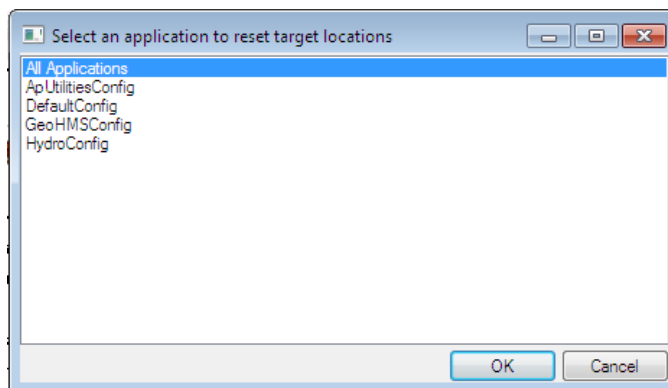 Select an application to reset target locations
All Applications
ApUtilitiesConfig
DefaultConfig
GeoHMSConfig
HydroConfig
OK
Cancel